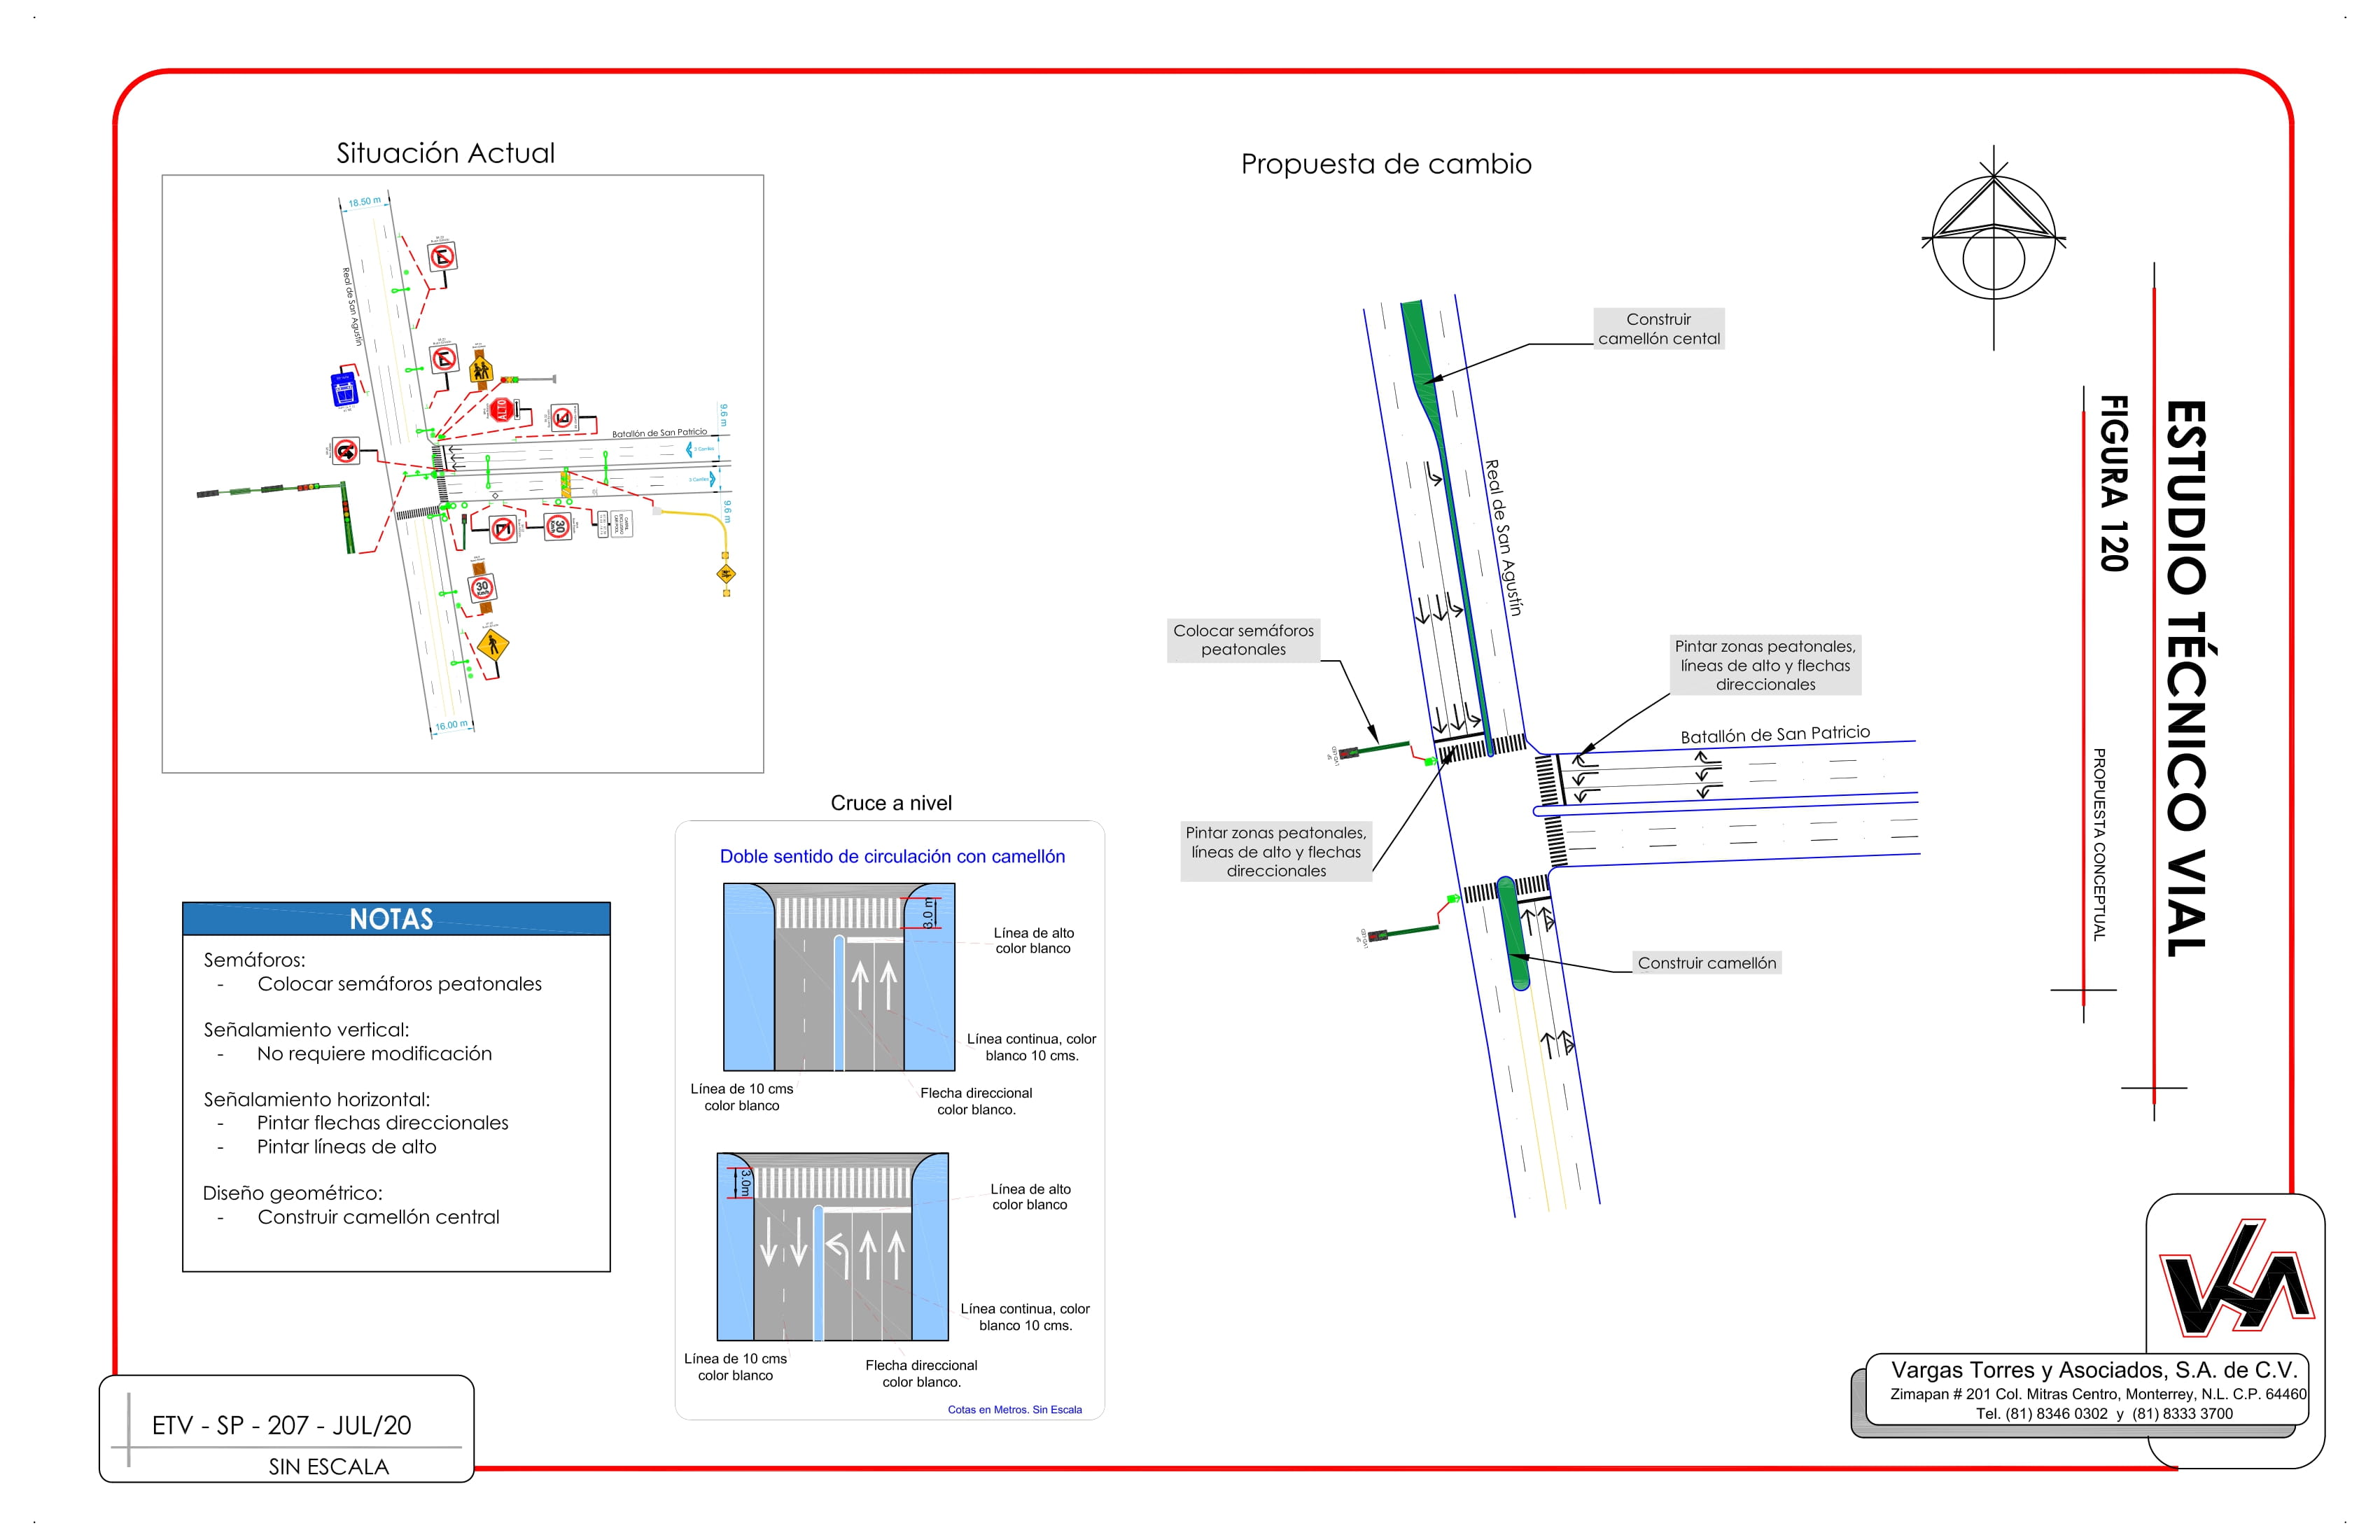 Situación Actual
18.50 m
Real de San Agustín
ALTO
Batallón de San Patricio
9.6 m
3 Carriles
3 Carriles
9.6 m
30
30
Km/h
16.00 m
Propuesta de cambio
Construir
camellón cental
Real de San Agustín
Colocar semáforos
peatonales
Pintar zonas peatonales,
líneas de alto y flechas
direccionales
Batallón de San Patricio
Pintar zonas peatonales,
líneas de alto y flechas
direccionales
Construir camellón
ESTUDIO TÉCNICO VIAL
FIGURA 120
PROPUESTA CONCEPTUAL
NOTAS
Semáforos:
- Colocar semáforos peatonales
Señalamiento vertical:
- No requiere modificación
Señalamiento horizontal:
- Pintar flechas direccionales
- Pintar líneas de alto
Diseño geométrico:
- Construir camellón central
Cruce a nivel
Doble sentido de circulación con camellón
3.0 m
Línea de alto
color blanco
Línea continua, color
blanco 10 cms.
Línea de 10 cms
color blanco
Flecha direccional
color blanco.
3.0m
Línea de alto
color blanco
Línea continua, color
blanco 10 cms.
Línea de 10 cms
color blanco
Flecha direccional
color blanco.
Cotas en Metros. Sin Escala
ETV - SP - 207 - JUL/20
SIN ESCALA
Vargas Torres y Asociados, S.A. de C.V.
Zimapan # 201 Col. Mitras Centro, Monterrey, N.L. C.P. 64460
Tel. (81) 8346 0302 y (81) 8333 3700